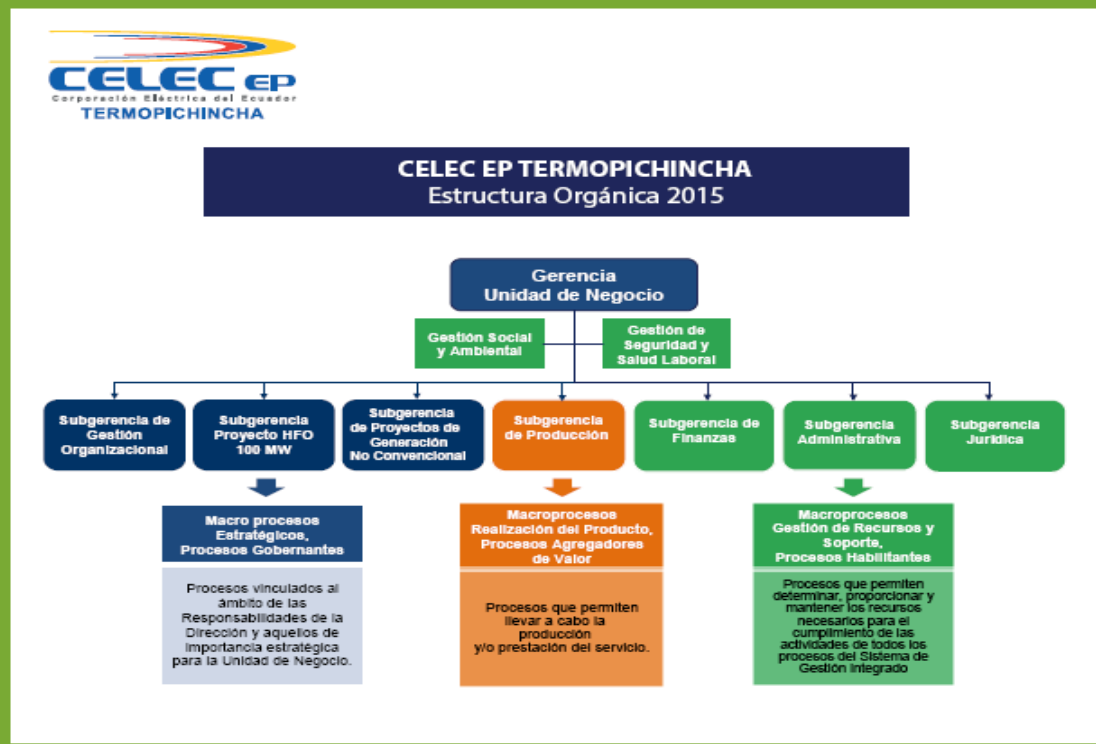 CELEC EP
Corporación Eléctrica del Ecuador
TERMOPICHINCHA
CELEC EP TERMOPICHINCHA
Estructura Orgánica 2015
Gerencia
Unidad de Negocio
Gestión Social
y Ambiental
Gestión de
Seguridad y
Salud Laboral
Subgerencia de
Gestión
Organizacional
Subgerencia
Proyecto HFO
100 MW
Subgerencia
de Proyectos de
Generación
No Convencional
Subgerencia
de Producción
Subgerencia de
Finanzas
Subgerencia
Administrativa
Subgerencia
Jurídica
Macro procesos
Estratégicos,
Procesos Gobernantes
Procesos vinculados al
ámbito de las
Responsabilidades de la
Dirección y aquellos de
importancia estratégica
para la Unidad de Negocio.
Macroprocesos
Realización del Producto,
Procesos Agregadores
de Valor
Procesos que permiten
llevar a cabo la
producción
y/o prestación del servicio.
Macroprocesos
Gestión de Recursos y
Soporte,
Procesos Habilitantes
Procesos que permiten
determinar, proporcionar y
mantener los recursos
necesarios para el
cumplimiento de las
actividades de todos los
procesos del Sistema de
Gestión Integrado